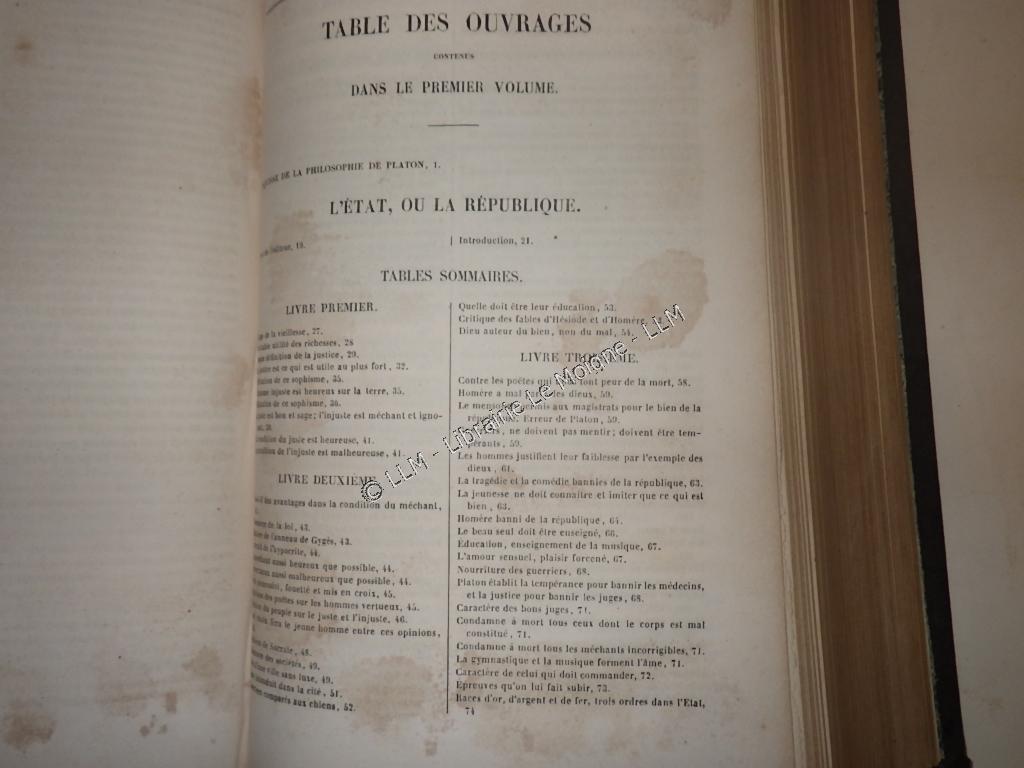 TABLE DES OUVRAGES
CONTENUS
DANS LE PREMIER VOLUME.
DE LA PHILOSOPHIE DE PLATON, 1.
L'ÉTAT, OU LA RÉPUBLIQUE.
19.
Introduction, 21.
TABLES SOMMAIRES.
LIVRE PREMIER.
de la vieillesse, 27.
utilité des richesses, 28
définition de la justice, 29.
est ce qui est utile au plus fort, 32.
de ce sophisme, 35.
injuste est heureux sur la terre, 35.
de ce sophisme, 36.
est bon et sage; l'injuste est méchant et igno-
du juste est heureuse, 41.
de l'injuste est malheureuse, 41.
LIVRE DEUXIÈME
des avantages dans la condition du méchant,
de la loi, 43.
de l'anneau de Gygès, 43.
de l'hypocrite, 44.
aussi heureux que possible, 44.
aussi malheureux que possible, 44.
fouetté et mis en croix, 45.
des poëtes sur les hommes vertueux, 45.
du peuple sur le juste et l'injuste, 46.
le jeune homme entre ces opinions,
de Socrate, 48.
des sociétés, 49.
ville sans luxe, 49.
dans la cité, 51.
comparés aux chiens, 52.
Quelle doit être leur éducation, 53.
Critique des fables d'Hésiode et d'Homère,
Dieu auteur du bien, non du mal, 54.
LIVRE TROISIÈME.
Contre les poëtes qui font peur de la mort, 58.
Homère a mal les dieux, 59.
Le mensonge permis aux magistrats pour le bien de la
république. Erreur de Platon, 59.
ne doivent pas mentir; doivent être tem-
pérants, 59.
Les hommes justifient leur faiblesse par l'exemple des
dieux, 61.
La tragédie et la comédie bannies de la république, 63.
La jeunesse ne doit connaître et imiter que ce qui est
bien, 63.
Homère banni de la république, 64.
Le beau seul doit être enseigné, 66.
Éducation, enseignement de la musique, 67.
L'amour sensuel, plaisir forcené, 67.
Nourriture des guerriers, 68.
Platon établit la tempérance pour bannir les médecins,
et la justice pour bannir les juges, 68.
Caractère des bons juges, 71.
Condamne à mort tous ceux dont le corps est mal
constitué, 71.
Condamne à mort tous les méchants incorrigibles, 71.
La gymnastique et la musique forment l'âme, 71.
Caractère de celui qui doit commander, 72.
Épreuves qu'on lui fait subir, 73.
Races d'or, d'argent et de fer, trois ordres dans l'État,
74
© LLM - Librairie Le Moïne - LLM